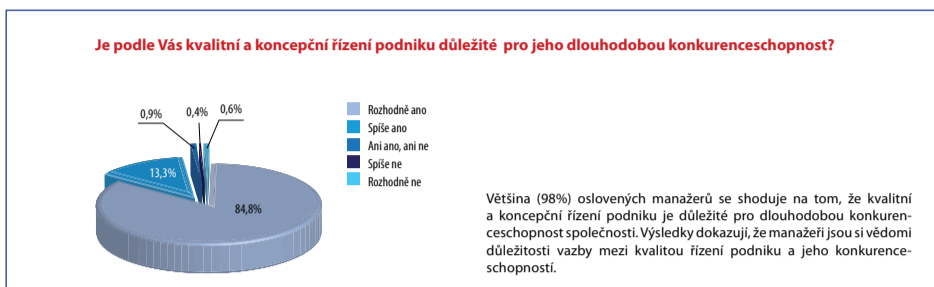 Je podle Vás kvalitní a koncepční řízení podniku důležité pro jeho dlouhodobou konkurenceschopnost?
0,9%
0,4%
0,6%
13,3%
84,8%
Rozhodně ano
Spíše ano
Ani ano, ani ne
Spíše ne
Rozhodně ne
Většina (98%) oslovených manažerů se shoduje na tom, že kvalitní
a koncepční řízení podniku je důležité pro dlouhodobou konkuren-
ceschopnost společnosti. Výsledky dokazují, že manažeři jsou si vědomi
důležitosti vazby mezi kvalitou řízení podniku a jeho konkurence-
schopností.